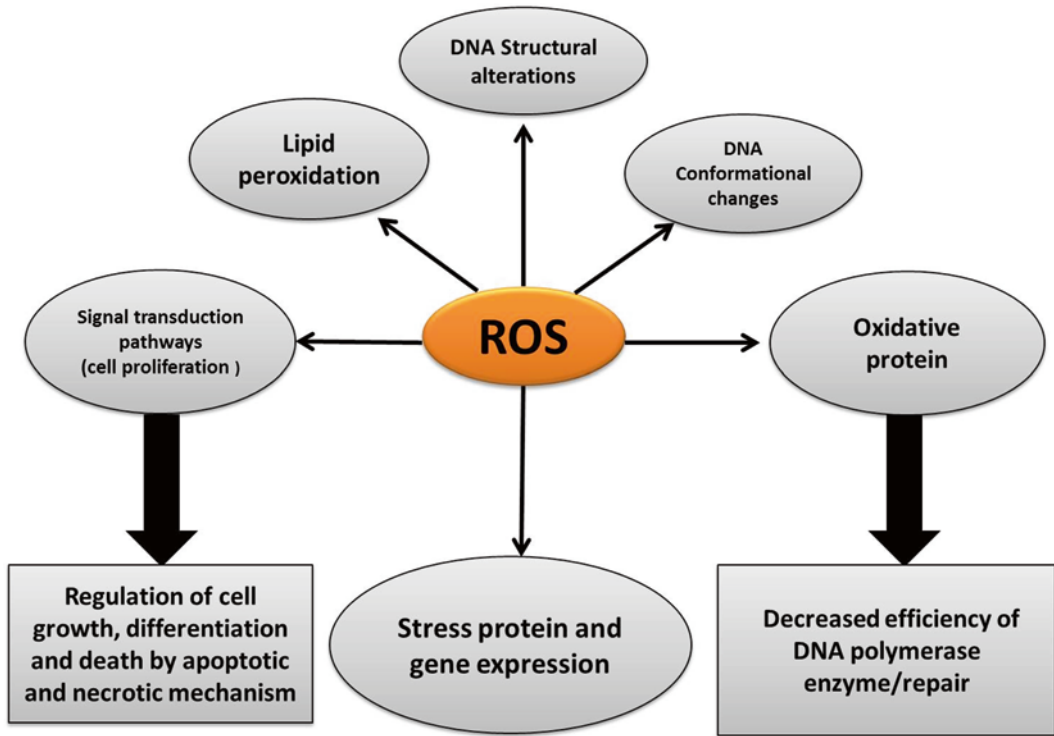 DNA Structural
alterations
Lipid
peroxidation
DNA
Conformational
changes
Signal transduction
pathways
(cell proliferation )
ROS
Oxidative
protein
Regulation of cell
growth, differentiation
and death by apoptotic
and necrotic mechanism
Stress protein and
gene expression
Decreased efficiency of
DNA polymerase
enzyme/repair